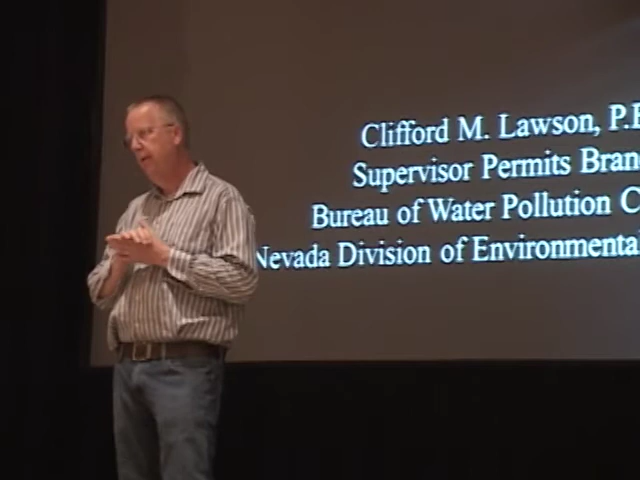 Clifford M. Lawson, P.E
Supervisor Permits Bran
Bureau of Water Pollution C
Nevada Division of Environmental